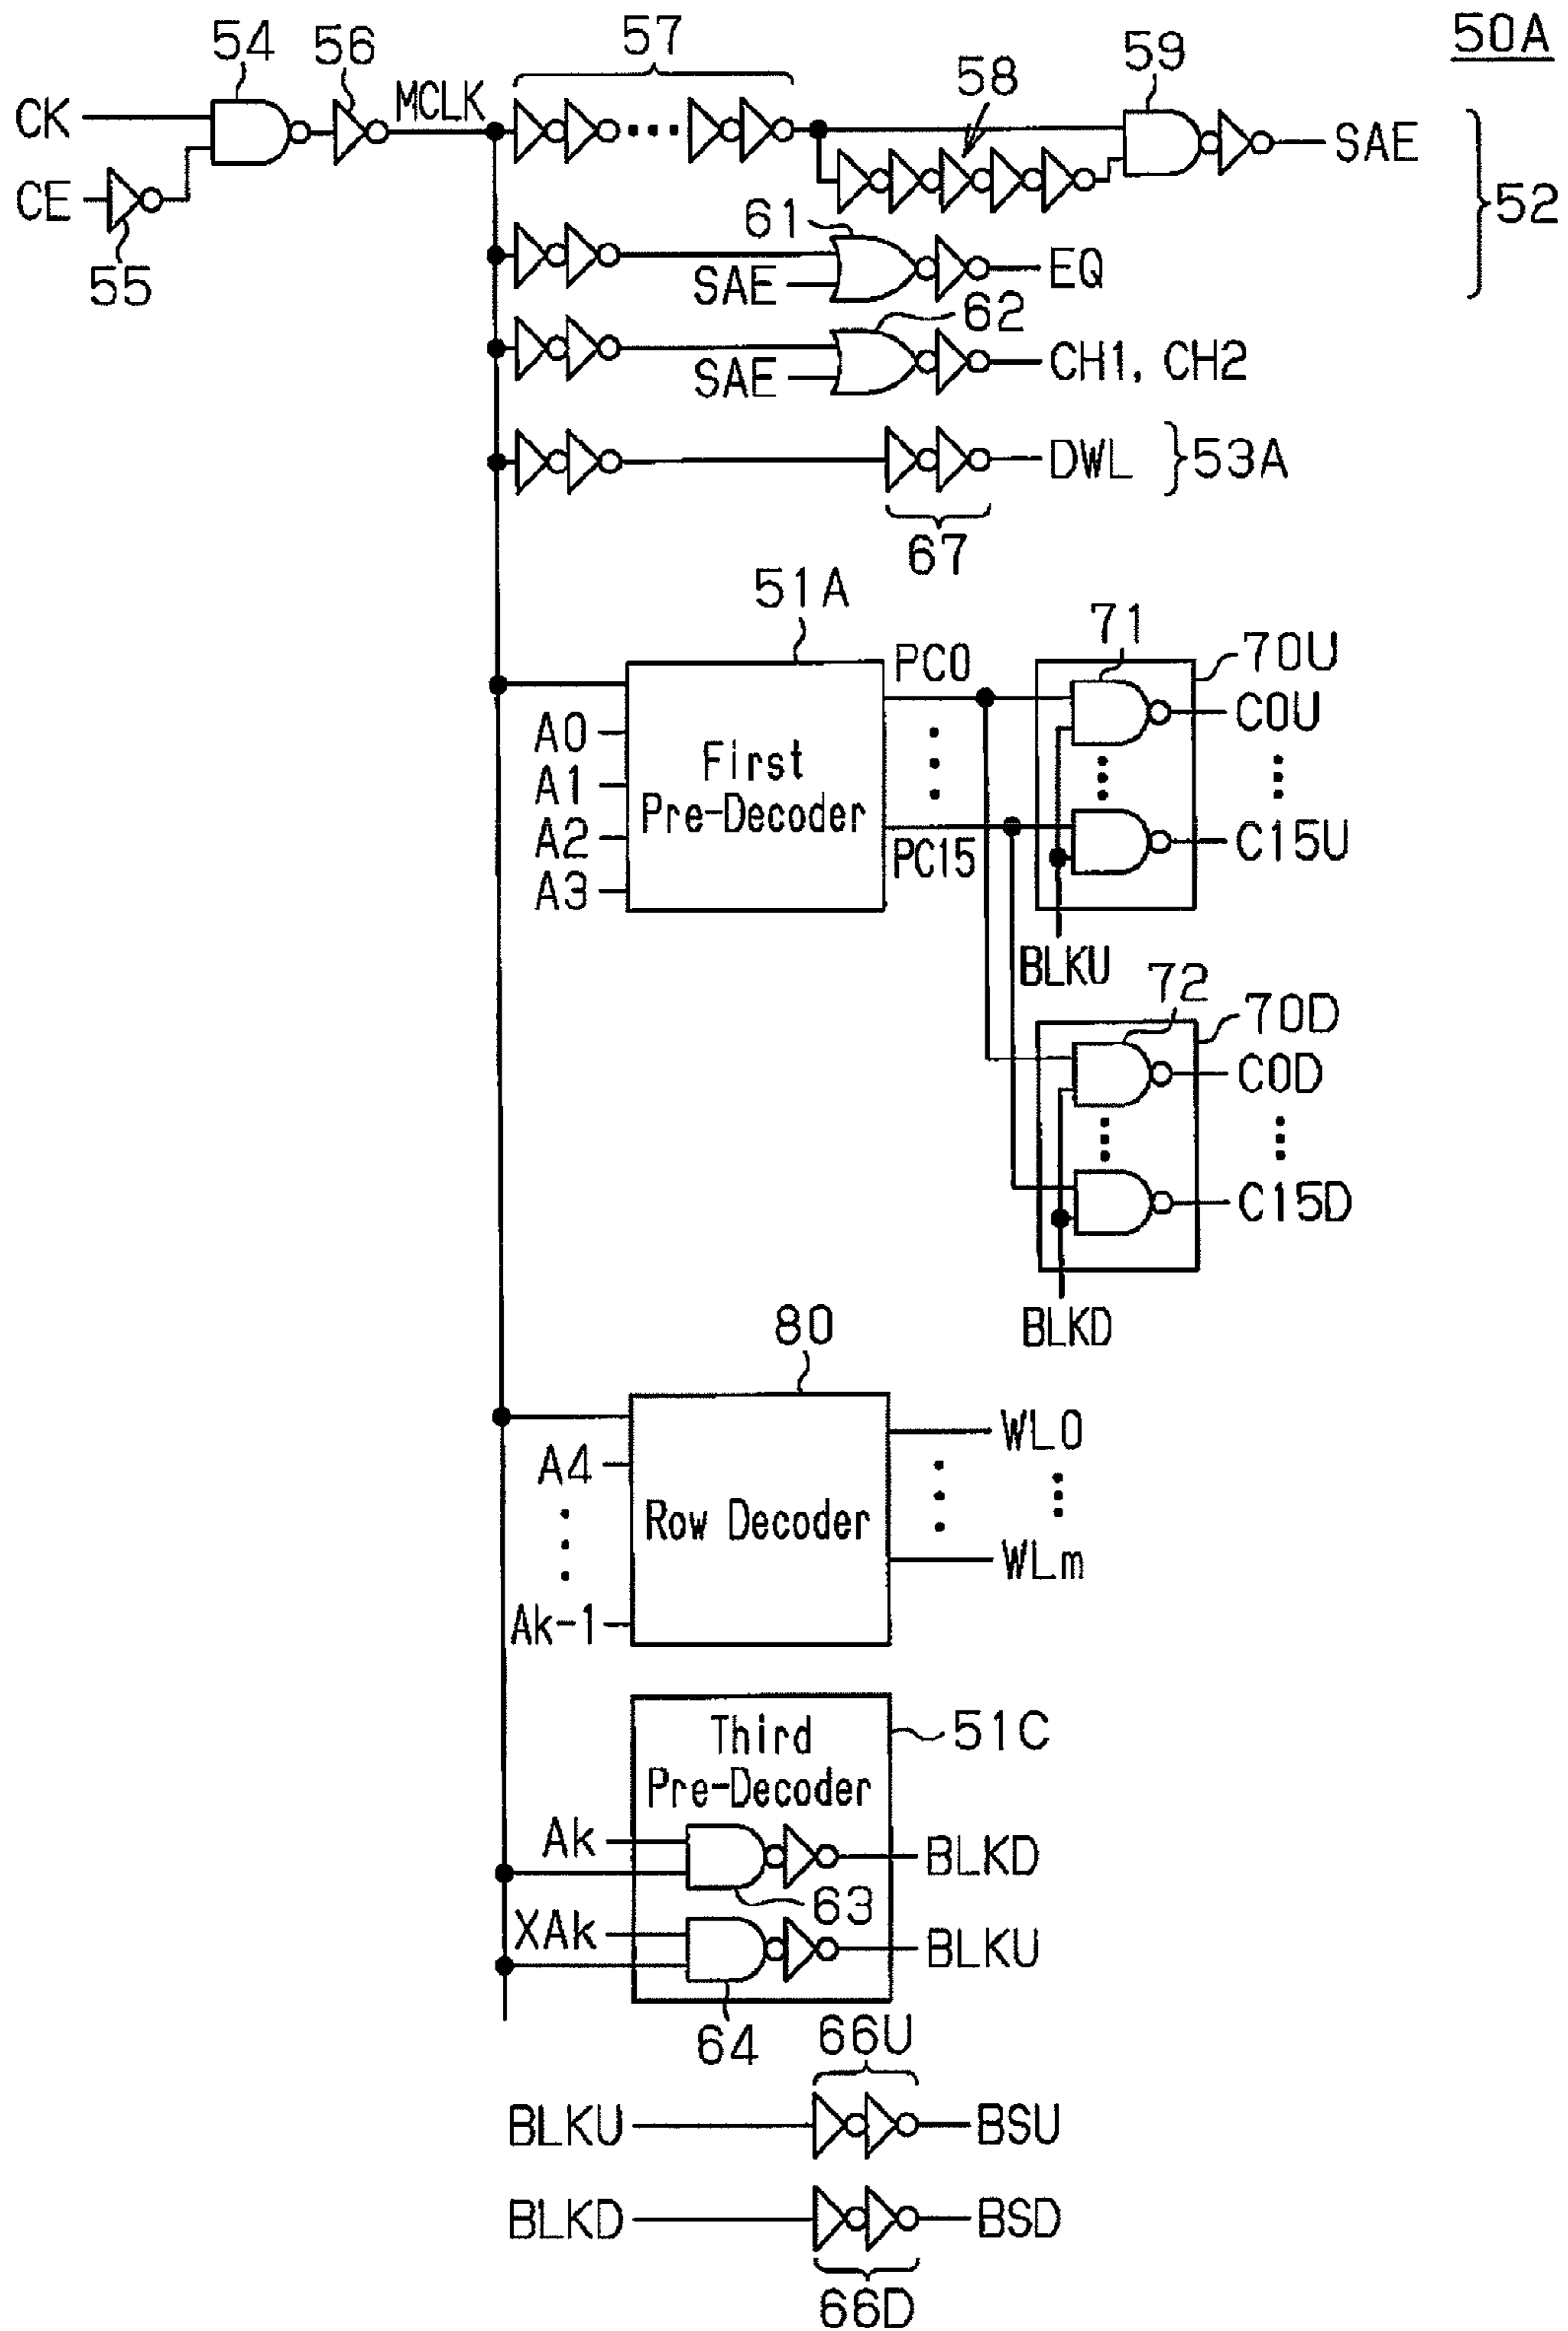 50A
54
56
57
58
59
CK
MCLK
SAE
CE
55
52
61
SAE
EQ
62
SAE
CH1, CH2
DWL
53A
67
51A
71
70U
PC0
C0U
A0
A1
A2
A3
First
Pre-Decoder
PC15
C15U
BLKU
72
70D
C0D
C15D
BLKD
80
WL0
A4
Row Decoder
WLm
Ak-1
Third
Pre-Decoder
51C
Ak
BLKD
63
XAk
BLKU
64
66U
BLKU
BSU
BLKD
BSD
66D